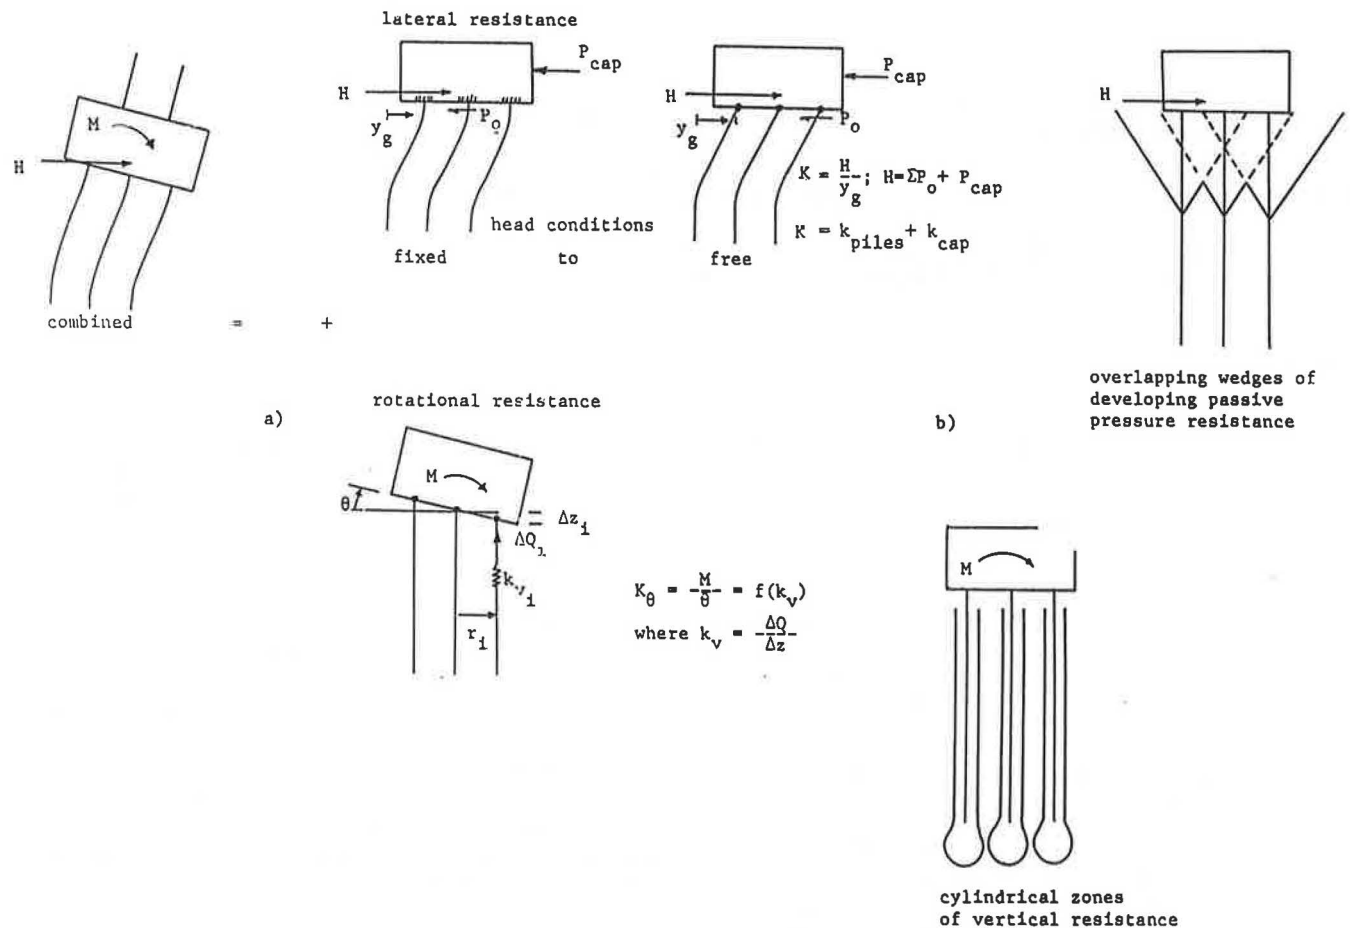 lateral resistance
P cap
H
P o
y g
fixed
head conditions
to
P cap
H
P o
y g
free
K = H/y g; H=ΣP o + P cap
K = k piles + k cap
M
H
combined
= +
H
overlapping wedges of
developing passive
pressure resistance
a)
b)
rotational resistance
M
θ
Δz i
k v i
r i
K θ = M/θ = f(k v)
where k v = ΔQ/Δz
M
cylindrical zones
of vertical resistance